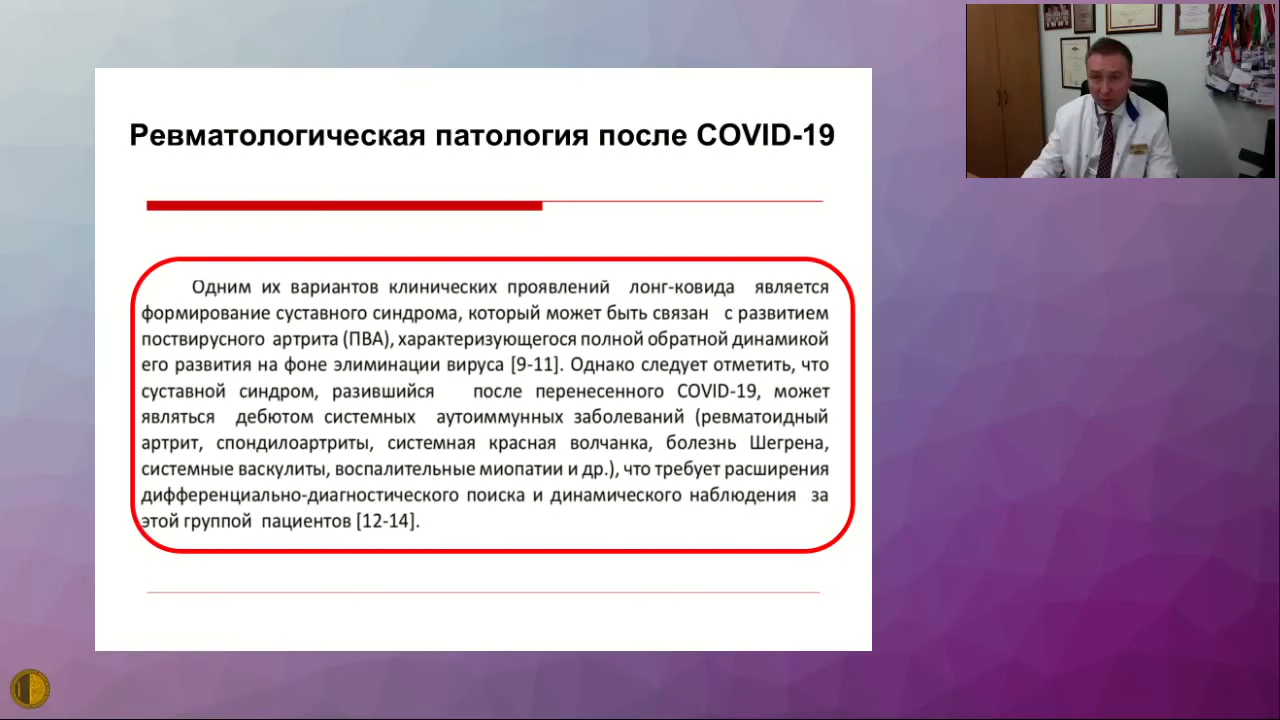 Ревматологическая патология после COVID-19
Одним их вариантов клинических проявлений лонг-ковида является
формирование суставного синдрома, который может быть связан с развитием
поствирусного артрита (ПВА), характеризующегося полной обратной динамикой
его развития на фоне элиминации вируса [9-11]. Однако следует отметить, что
суставной синдром, разившийся после перенесенного COVID-19, может
являться дебютом системных аутоиммунных заболеваний (ревматоидный
артрит, спондилоартриты, системная красная волчанка, болезнь Шегрена,
системные васкулиты, воспалительные миопатии и др.), что требует расширения
дифференциально-диагностического поиска и динамического наблюдения за
этой группой пациентов [12-14].